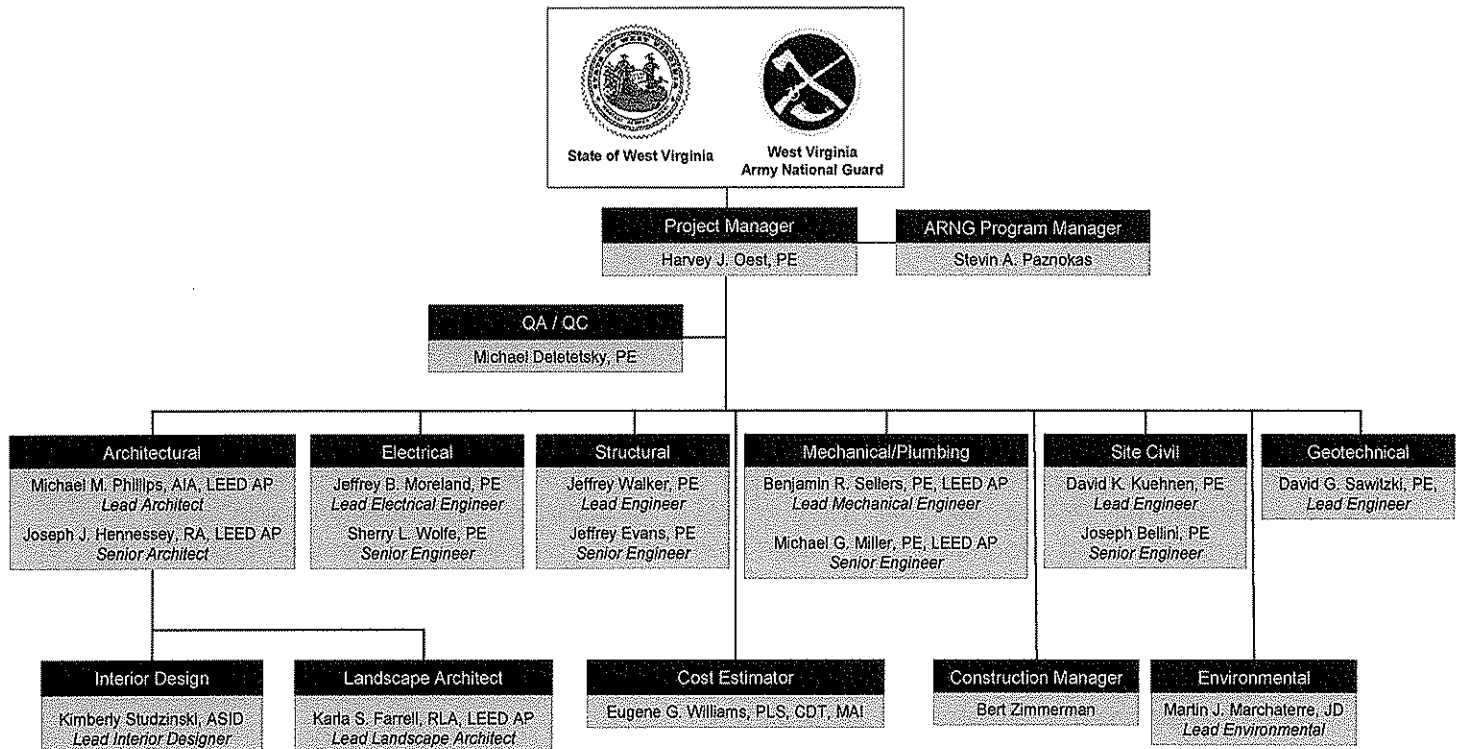 State of West Virginia
West Virginia
Army National Guard
Project Manager
Harvey J. Oest, PE
ARNG Program Manager
Stevin A. Paznokas
QA / QC
Michael Deletetsky, PE
Architectural
Michael M. Phillips, AIA, LEED AP
Lead Architect
Joseph J. Hennessey, RA, LEED AP
Senior Architect
Electrical
Jeffrey B. Moreland, PE
Lead Electrical Engineer
Sherry L. Wolfe, PE
Senior Engineer
Structural
Jeffrey Walker, PE
Lead Engineer
Jeffrey Evans, PE
Senior Engineer
Mechanical/Plumbing
Benjamin R. Sellers, PE, LEED AP
Lead Mechanical Engineer
Michael G. Miller, PE, LEED AP
Senior Engineer
Site Civil
David K. Kuehnen, PE
Lead Engineer
Joseph Bellini, PE
Senior Engineer
Geotechnical
David G. Sawitzki, PE,
Lead Engineer
Interior Design
Kimberly Studzinski, ASID
Lead Interior Designer
Landscape Architect
Karla S. Farrell, RLA, LEED AP
Lead Landscape Architect
Cost Estimator
Eugene G. Williams, PLS, CDT, MAI
Construction Manager
Bert Zimmerman
Environmental
Martin J. Marchaterre, JD
Lead Environmental